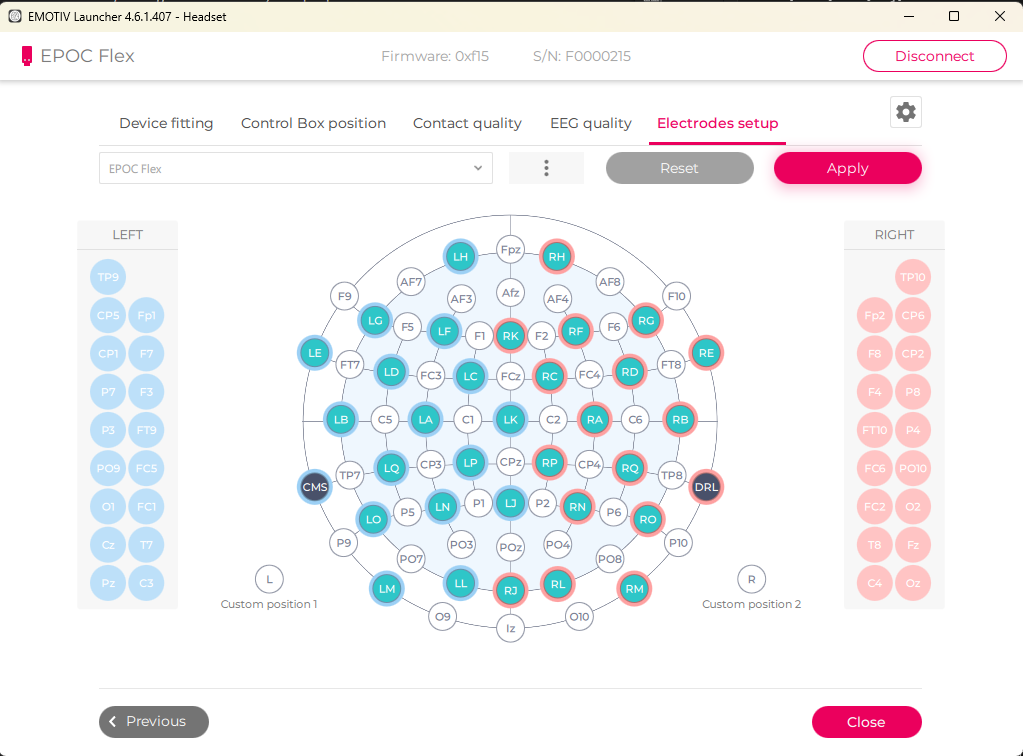 EMOTIV Launcher 4.6.1.407 - Headset
EPOC Flex Firmware: 0xf15 S/N: F0000215 Disconnect
Device fitting Control Box position Contact quality EEG quality Electrodes setup
EPOC Flex Reset Apply
LEFT RIGHT
LH Fpz RH
TP9 AF7 AF8 TP10
F9 AF3 Afz AF4 F10
CP5 Fp1 LG F5 LF F1 RK F2 RF F6 RG Fp2 CP6
CP1 F7 LE FT7 FT8 RE F8 CP2
LD FC3 LC FCz RC FC4 RD
P7 F3 F4 P8
P3 FT9 LB C5 LA C1 LK C2 RA C6 RB FT10 P4
PO9 FC5 TP7 LQ CP3 LP CPz RP CP4 RQ TP8 FC6 PO10
CMS DRL
O1 FC1 LO P5 LN P1 LJ P2 RN P6 RO FC2 O2
Cz T7 P9 PO3 POz PO4 P10 T8 Fz
PO7 PO8
Pz C3 L LM LL RJ RL RM R C4 Oz
Custom position 1 Custom position 2
O9 Iz O10
Previous Close